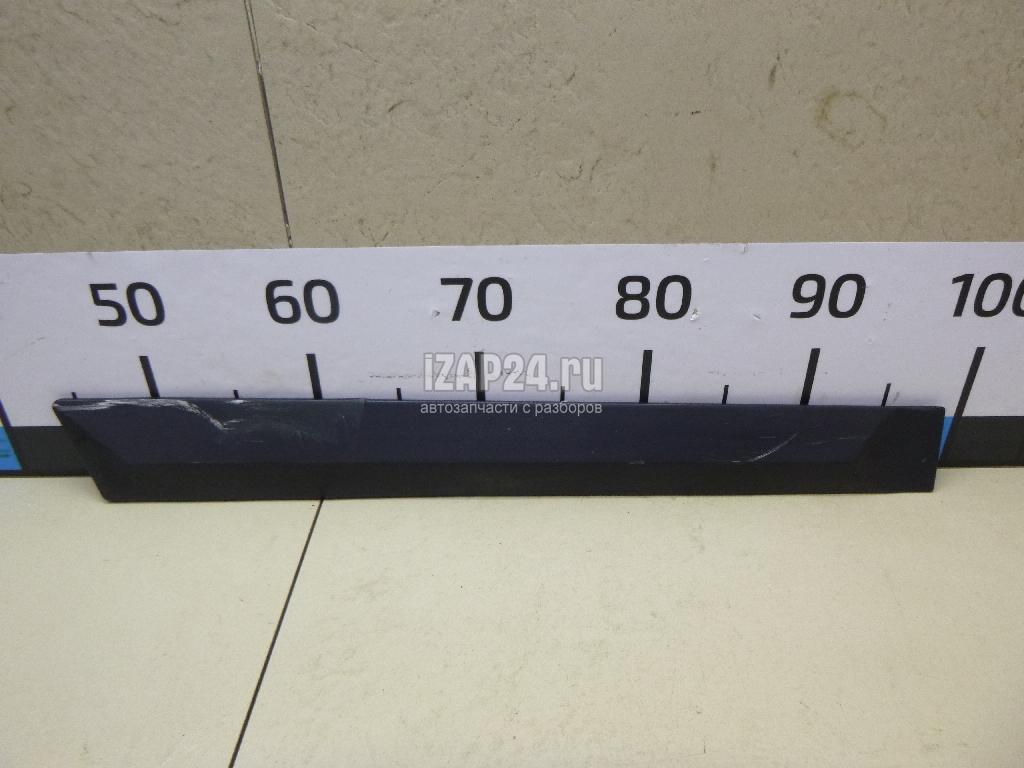 50 60 70 80 90 100
iZAP24.ru
автозапчасти с разборов